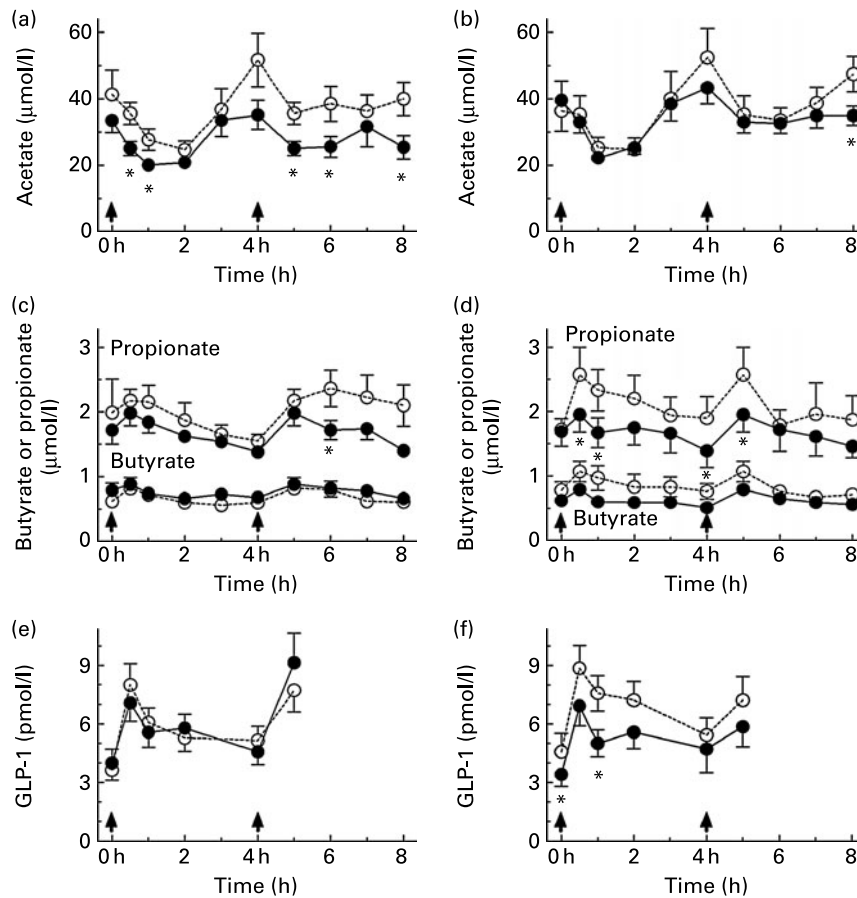 (a)
Acetate (μmol/l)
60
40
20
0
*
*
*
*
*
0 h 2 4 h 6 8
Time (h)
(b)
Acetate (μmol/l)
60
40
20
0
*
0 h 2 4 h 6 8
Time (h)
(c)
Butyrate or propionate
(μmol/l)
3
2
1
0
Propionate
*
Butyrate
0 h 2 4 h 6 8
Time (h)
(d)
Butyrate or propionate
(μmol/l)
3
2
1
0
Propionate
*
*
*
*
Butyrate
0 h 2 4 h 6 8
Time (h)
(e)
GLP-1 (pmol/l)
9
6
3
0
0 h 2 4 h 6 8
Time (h)
(f)
GLP-1 (pmol/l)
9
6
3
0
*
*
0 h 2 4 h 6 8
Time (h)